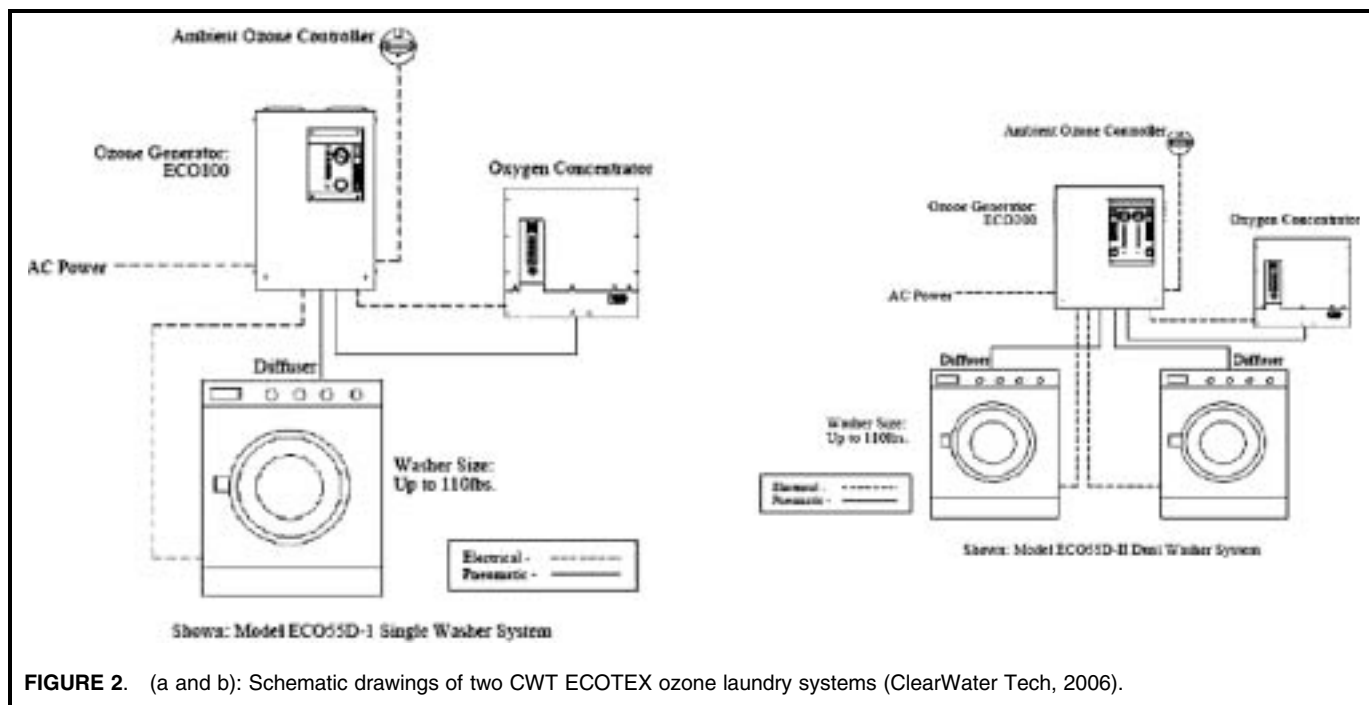 Ambient Ozone Controller
Ozone Generator:
ECO100
Oxygen Concentrator
AC Power
Diffuser
Washer Size:
Up to 110lbs.
Electrical -
Pneumatic -
Shown: Model ECO55D-1 Single Washer System
Ambient Ozone Controller
Ozone Generator:
ECO200
Oxygen Concentrator
AC Power
Diffuser
Diffuser
Washer Size:
Up to 110lbs.
Electrical -
Pneumatic -
Shown: Model ECO55D-II Dual Washer System
FIGURE 2. (a and b): Schematic drawings of two CWT ECOTEX ozone laundry systems (ClearWater Tech, 2006).